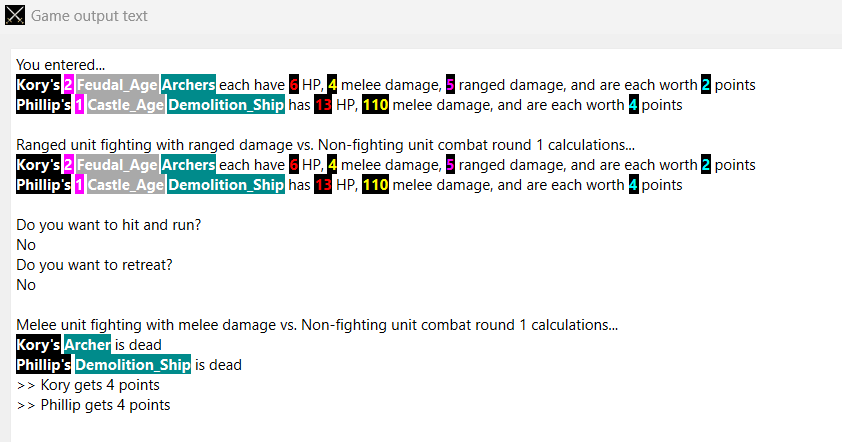 Game output text
You entered...
Kory's 2 Feudal_Age Archers each have 6 HP, 4 melee damage, 5 ranged damage, and are each worth 2 points
Phillip's 1 Castle_Age Demolition_Ship has 13 HP, 110 melee damage, and are each worth 4 points
Ranged unit fighting with ranged damage vs. Non-fighting unit combat round 1 calculations...
Kory's 2 Feudal_Age Archers each have 6 HP, 4 melee damage, 5 ranged damage, and are each worth 2 points
Phillip's 1 Castle_Age Demolition_Ship has 13 HP, 110 melee damage, and are each worth 4 points
Do you want to hit and run?
No
Do you want to retreat?
No
Melee unit fighting with melee damage vs. Non-fighting unit combat round 1 calculations...
Kory's Archer is dead
Phillip's Demolition_Ship is dead
>> Kory gets 4 points
>> Phillip gets 4 points